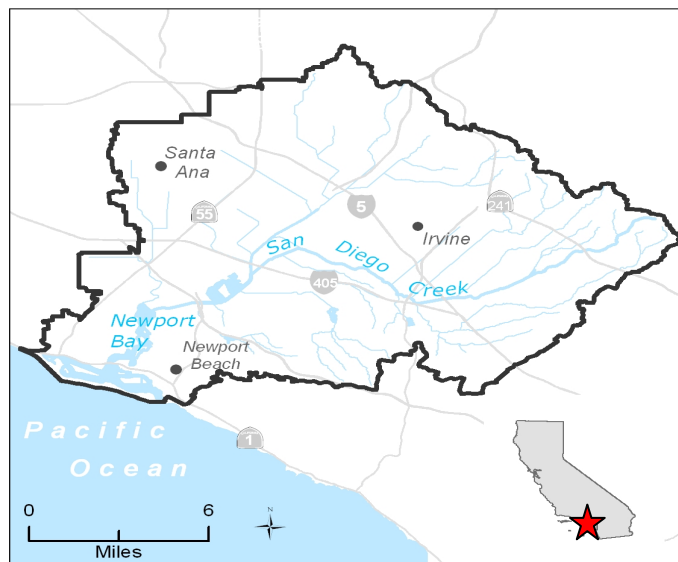 Santa
Ana
55
5
241
Irvine
San
Diego
Creek
405
Newport
Bay
Newport
Beach
Pacific
Ocean
1
0
6
Miles
N